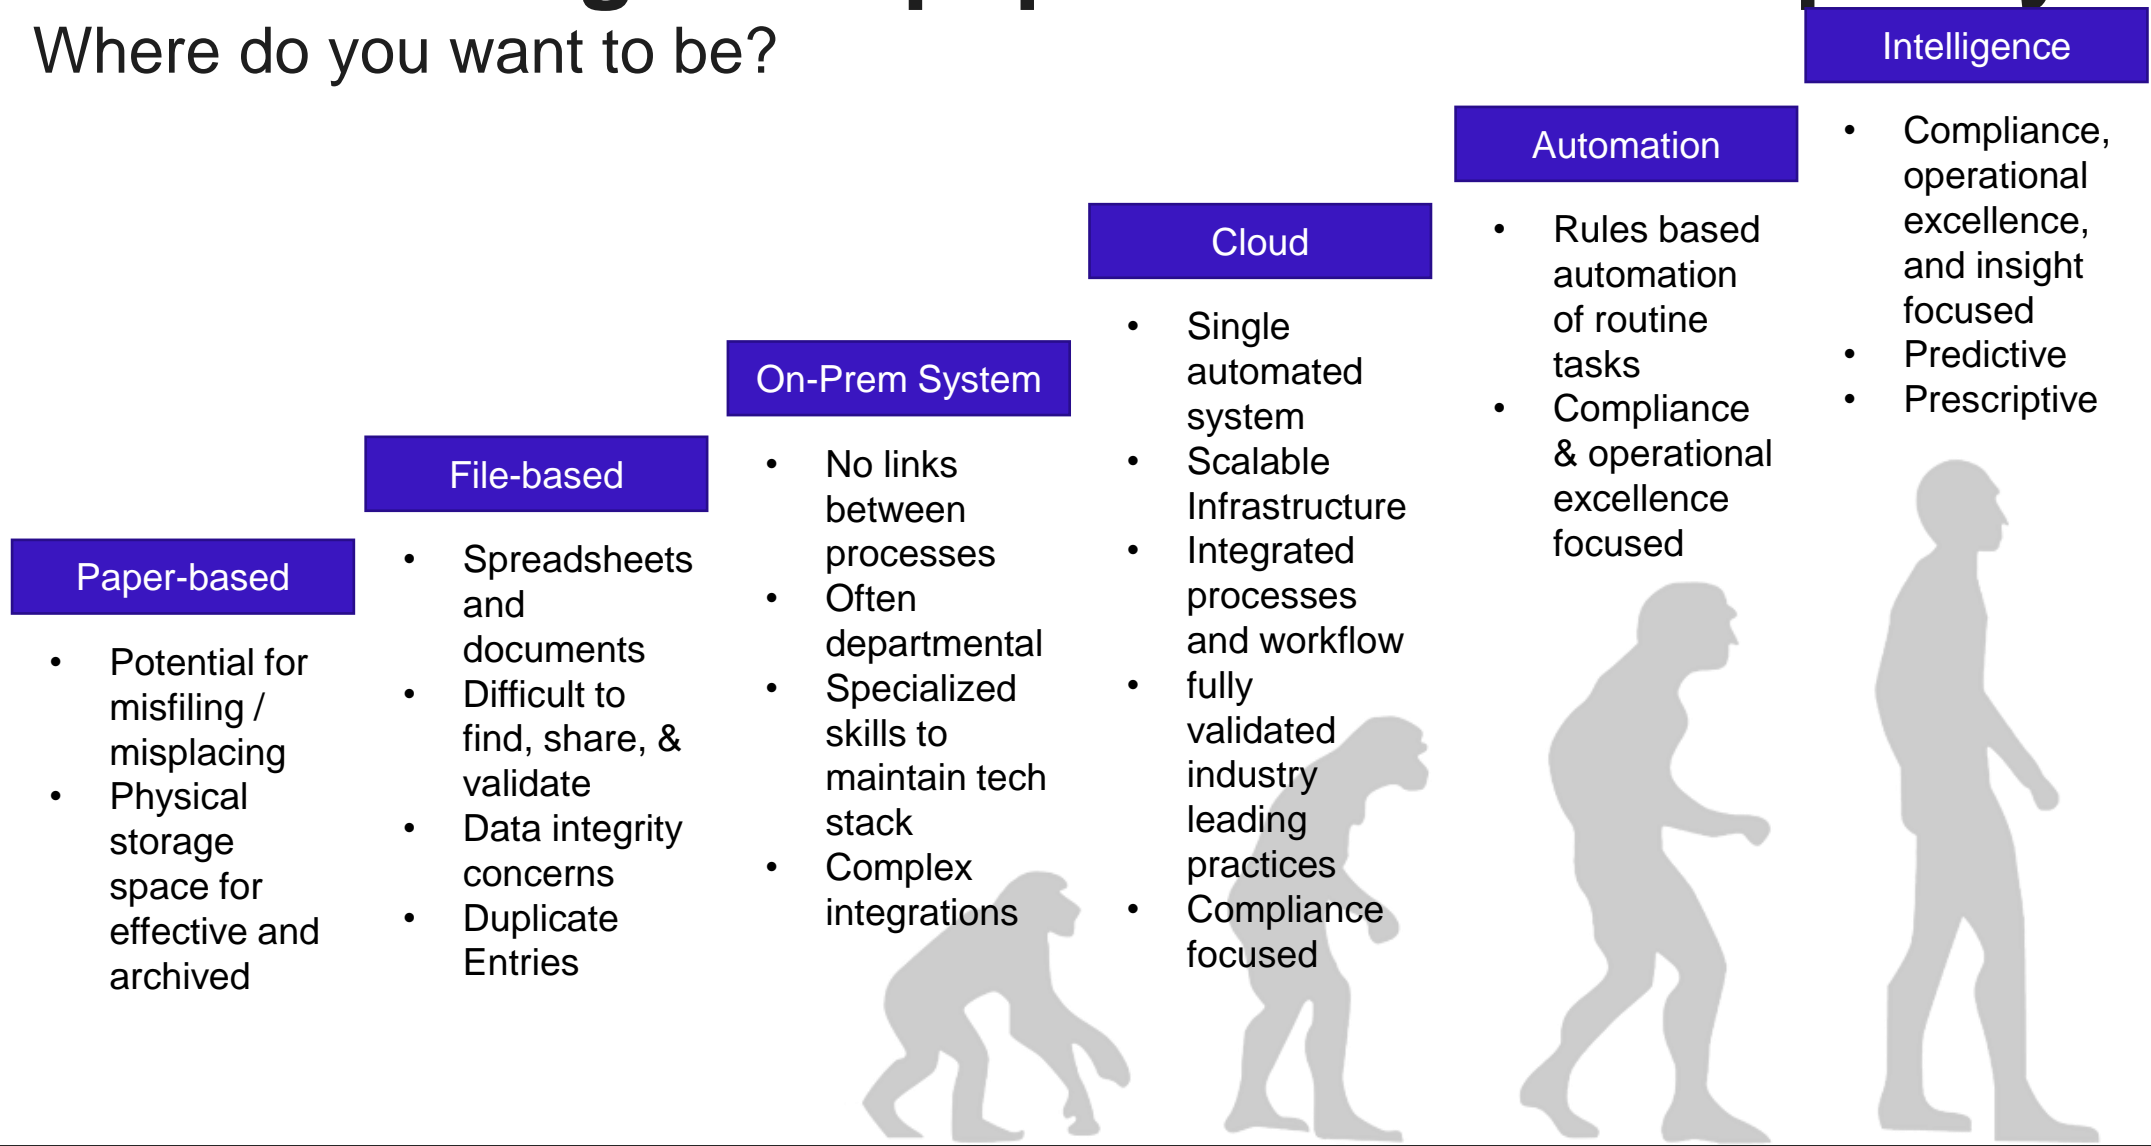 Where do you want to be?
Paper-based
• Potential for
misfiling /
misplacing
• Physical
storage
space for
effective and
archived
File-based
• Spreadsheets
and
documents
• Difficult to
find, share, &
validate
• Data integrity
concerns
• Duplicate
Entries
On-Prem System
• No links
between
processes
• Often
departmental
• Specialized
skills to
maintain tech
stack
• Complex
integrations
Cloud
• Single
automated
system
• Scalable
Infrastructure
• Integrated
processes
and workflow
• fully
validated
industry
leading
practices
• Compliance
focused
Automation
• Rules based
automation
of routine
tasks
• Compliance
& operational
excellence
focused
Intelligence
• Compliance,
operational
excellence,
and insight
focused
• Predictive
• Prescriptive